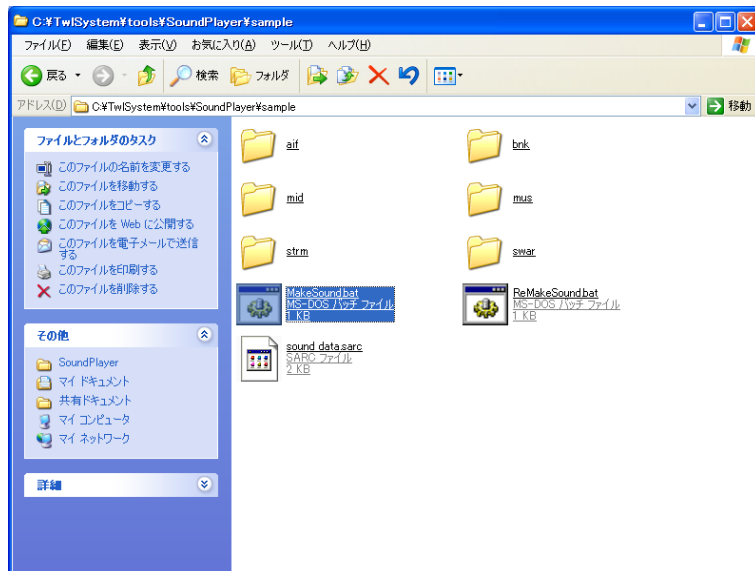 C:¥TwlSystem¥tools¥SoundPlayer¥sample
ファイル(F) 編集(E) 表示(V) お気に入り(A) ツール(T) ヘルプ(H)
戻る 検索 フォルダ
アドレス(D) C:¥TwlSystem¥tools¥SoundPlayer¥sample 移動
ファイルとフォルダのタスク
このファイルの名前を変更する
このファイルを移動する
このファイルをコピーする
このファイルを Web に公開する
このファイルを電子メールで送信
する
このファイルを印刷する
このファイルを削除する
その他
SoundPlayer
マイ ドキュメント
共有ドキュメント
マイ コンピュータ
マイ ネットワーク
詳細
aif
bnk
mid
mus
strm
swar
MakeSound.bat
MS-DOS バッチ ファイル
1 KB
ReMakeSound.bat
MS-DOS バッチ ファイル
1 KB
sound data.sarc
SARC ファイル
2 KB